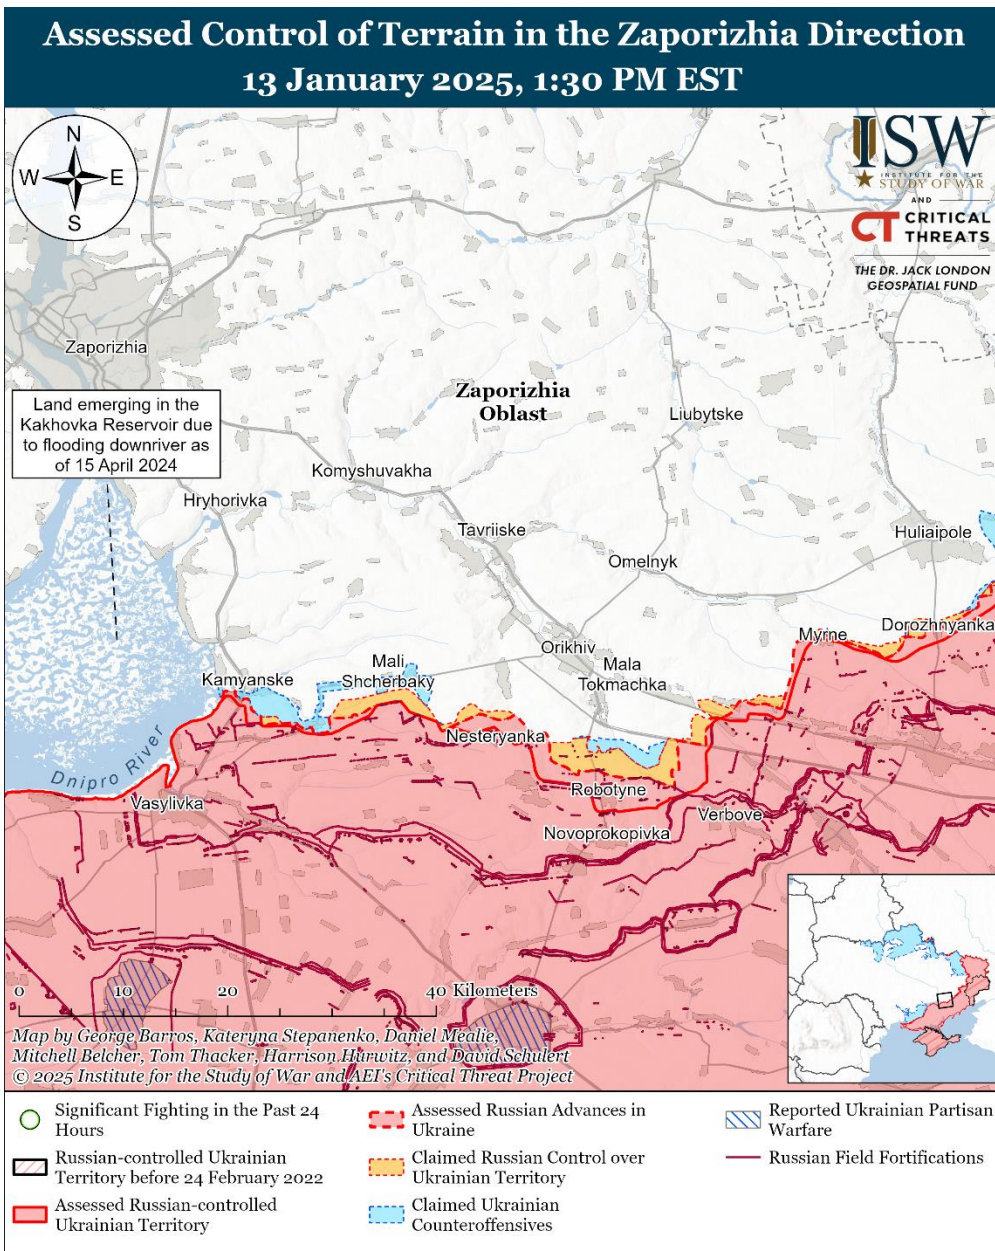 Assessed Control of Terrain in the Zaporizhia Direction
13 January 2025, 1:30 PM EST
N
W
E
S
ISW
INSTITUTE FOR THE
STUDY OF WAR
AND
CT CRITICAL
THREATS
THE DR. JACK LONDON
GEOSPATIAL FUND
Zaporizhia
Land emerging in the
Kakhovka Reservoir due
to flooding downriver as
of 15 April 2024
Zaporizhia
Oblast
Liubytske
Komyshuvakha
Hryhorivka
Tavriiske
Huliaipole
Omelnyk
Dorozhnyanka
Myrne
Orikhiv
Mali
Shcherbaky
Mala
Tokmachka
Kamyanske
Nesteryanka
Dnipro River
Robotyne
Vasylivka
Verbove
Novoprokopivka
0
10
20
40 Kilometers
Map by George Barros, Kateryna Stepanenko, Daniel Mealie,
Mitchell Belcher, Tom Thacker, Harrison Hurwitz, and David Schulert
© 2025 Institute for the Study of War and AEI's Critical Threat Project
Significant Fighting in the Past 24
Hours
Russian-controlled Ukrainian
Territory before 24 February 2022
Assessed Russian-controlled
Ukrainian Territory
Assessed Russian Advances in
Ukraine
Claimed Russian Control over
Ukrainian Territory
Claimed Ukrainian
Counteroffensives
Reported Ukrainian Partisan
Warfare
Russian Field Fortifications